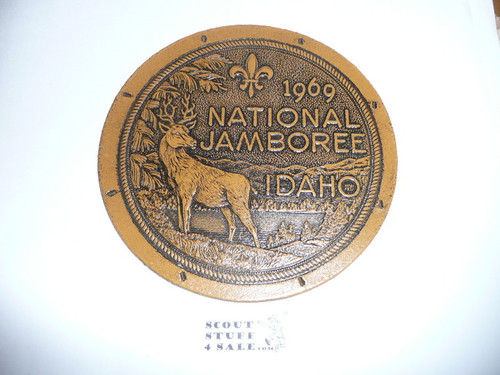 1969
NATIONAL
JAMBOREE
IDAHO
SCOUT
STUFF
4 SALE